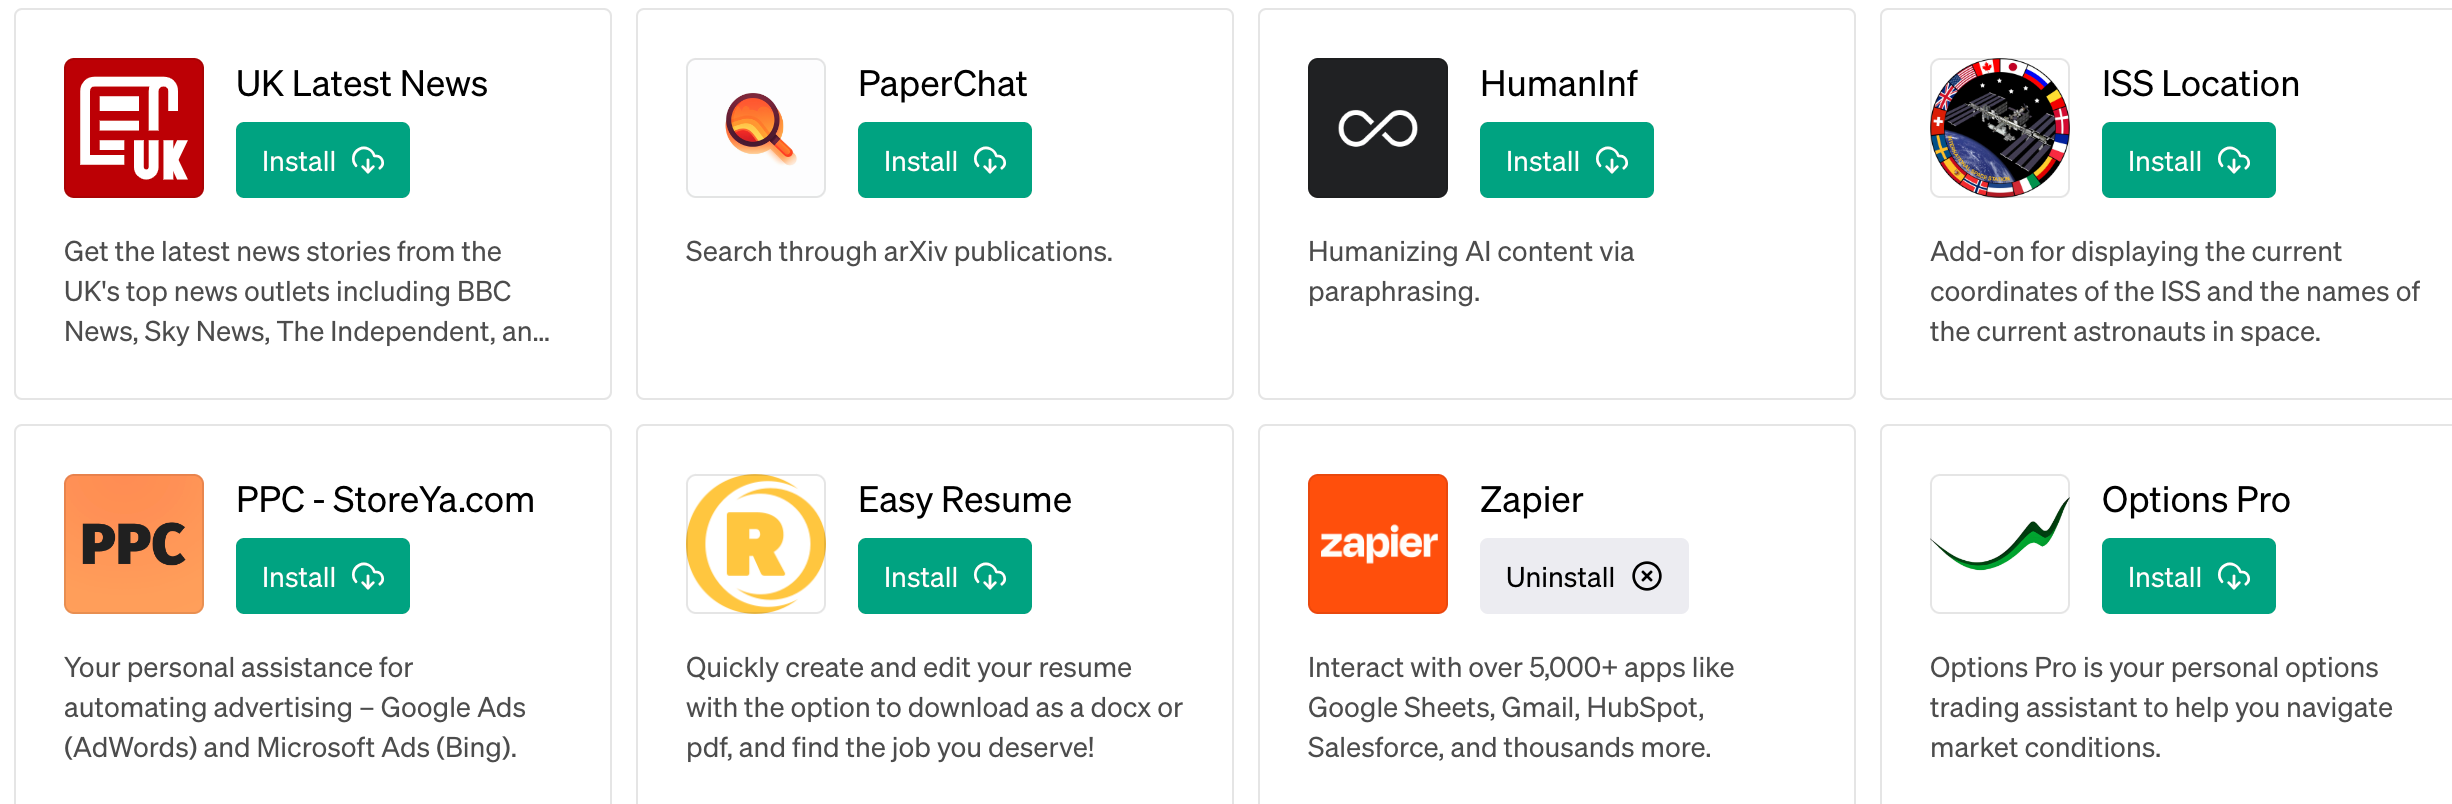 UK
UK Latest News
Install
Get the latest news stories from the
UK's top news outlets including BBC
News, Sky News, The Independent, an...
PaperChat
Install
Search through arXiv publications.
HumanInf
Install
Humanizing AI content via
paraphrasing.
ISS Location
Install
Add-on for displaying the current
coordinates of the ISS and the names of
the current astronauts in space.
PPC
PPC - StoreYa.com
Install
Your personal assistance for
automating advertising – Google Ads
(AdWords) and Microsoft Ads (Bing).
R
Easy Resume
Install
Quickly create and edit your resume
with the option to download as a docx or
pdf, and find the job you deserve!
zapier
Zapier
Uninstall
Interact with over 5,000+ apps like
Google Sheets, Gmail, HubSpot,
Salesforce, and thousands more.
Options Pro
Install
Options Pro is your personal options
trading assistant to help you navigate
market conditions.